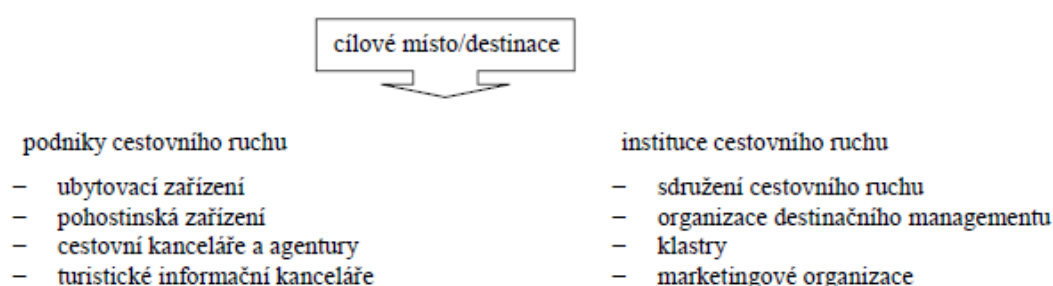 cílové místo/destinace
podniky cestovního ruchu
– ubytovací zařízení
– pohostinská zařízení
– cestovní kanceláře a agentury
– turistické informační kanceláře
instituce cestovního ruchu
– sdružení cestovního ruchu
– organizace destinačního managementu
– klastry
– marketingové organizace